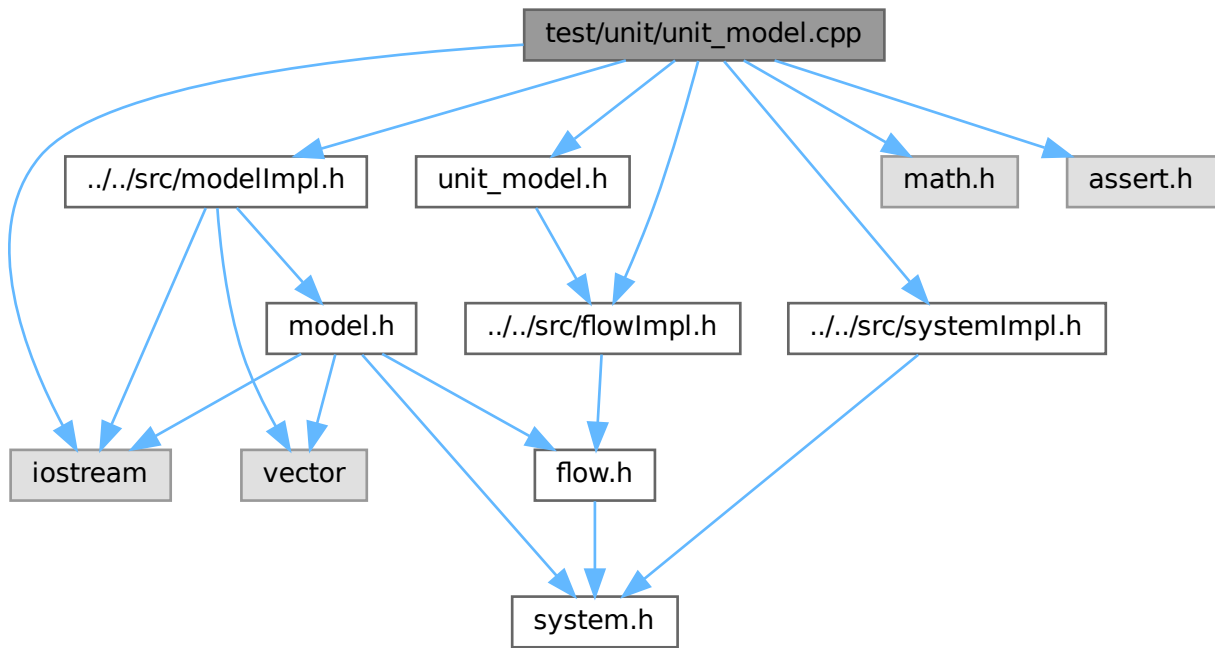 test/unit/unit_model.cpp
../../src/modelImpl.h
unit_model.h
math.h
assert.h
model.h
../../src/flowImpl.h
../../src/systemImpl.h
iostream
vector
flow.h
system.h